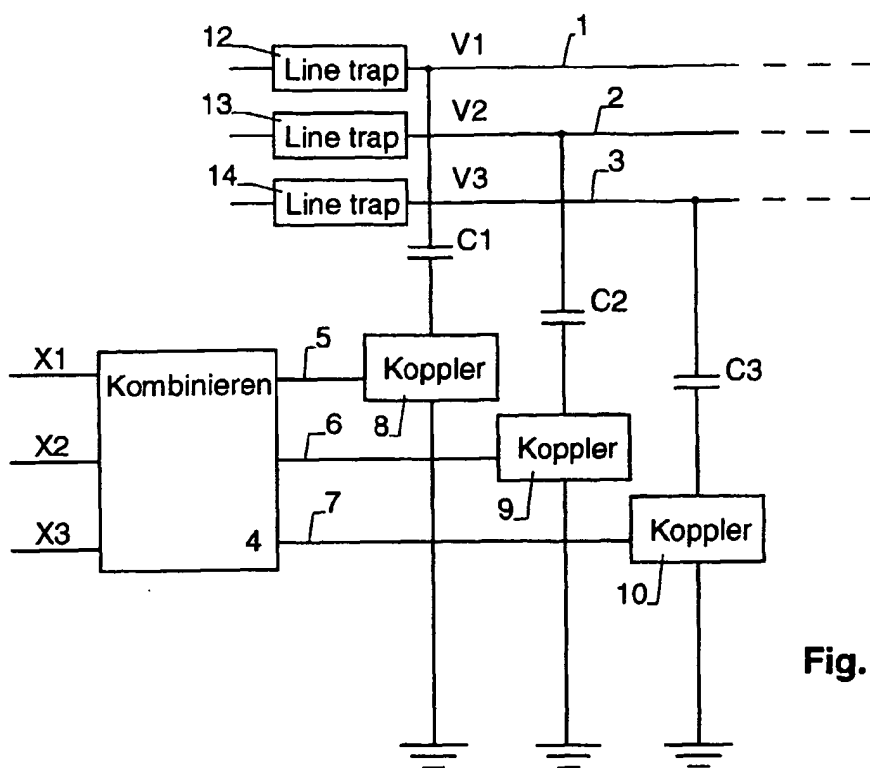 12 Line trap V1 1
13 Line trap V2 2
14 Line trap V3 3
C1
C2
C3
X1 Kombinieren 5 Koppler 8
X2 6 Koppler 9
X3 4 7 Koppler 10
Fig.